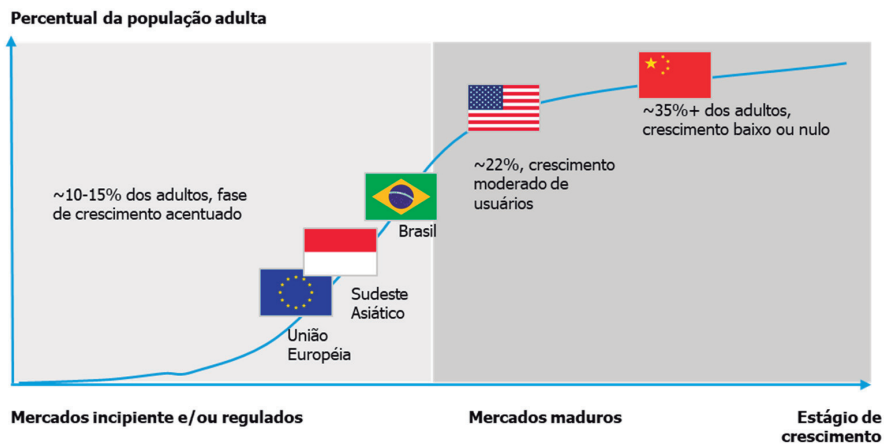 Percentual da população adulta
~35%+ dos adultos,
crescimento baixo ou nulo
~22%, crescimento
moderado de
usuários
~10-15% dos adultos, fase
de crescimento acentuado
Brasil
Sudeste
Asiático
União
Européia
Mercados incipiente e/ou regulados
Mercados maduros
Estágio de
crescimento